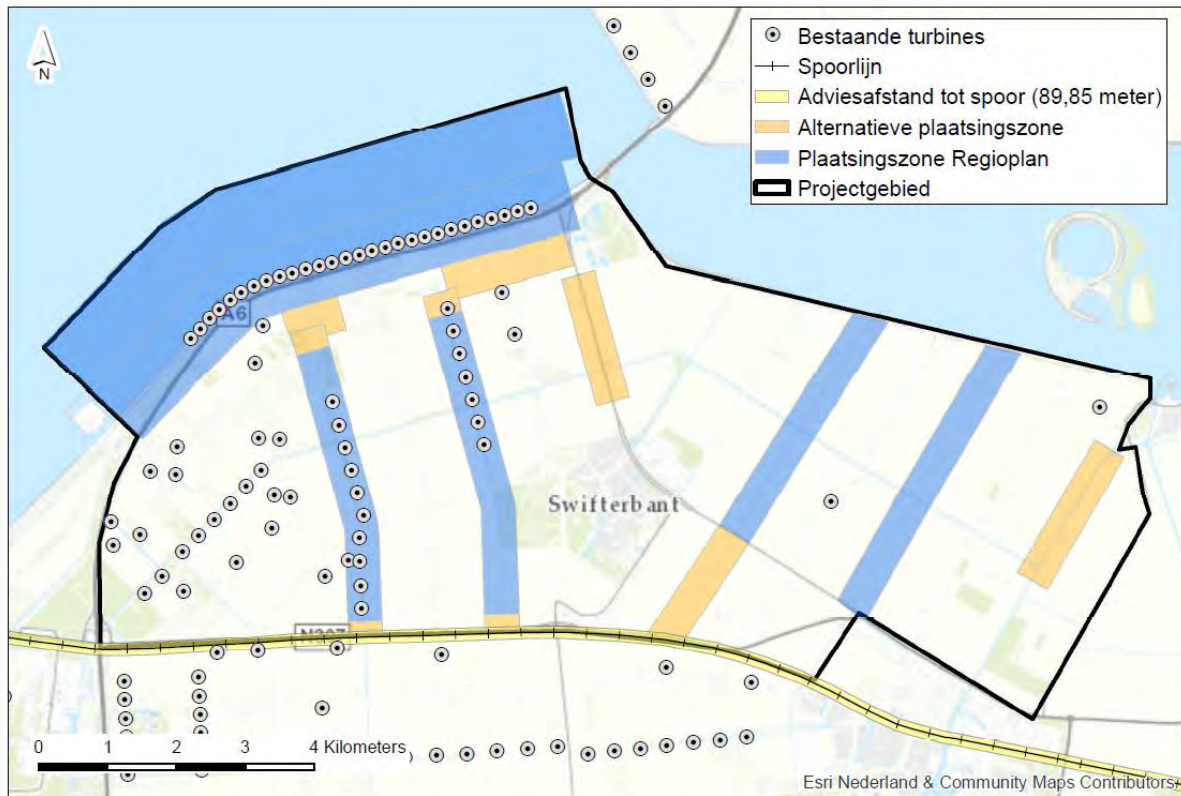 N
Bestaande turbines
Spoorlijn
Adviesafstand tot spoor (89,85 meter)
Alternatieve plaatsingszone
Plaatsingszone Regioplan
Projectgebied
A6
Swifterbant
N307
0 1 2 3 4 Kilometers
Esri Nederland & Community Maps Contributors